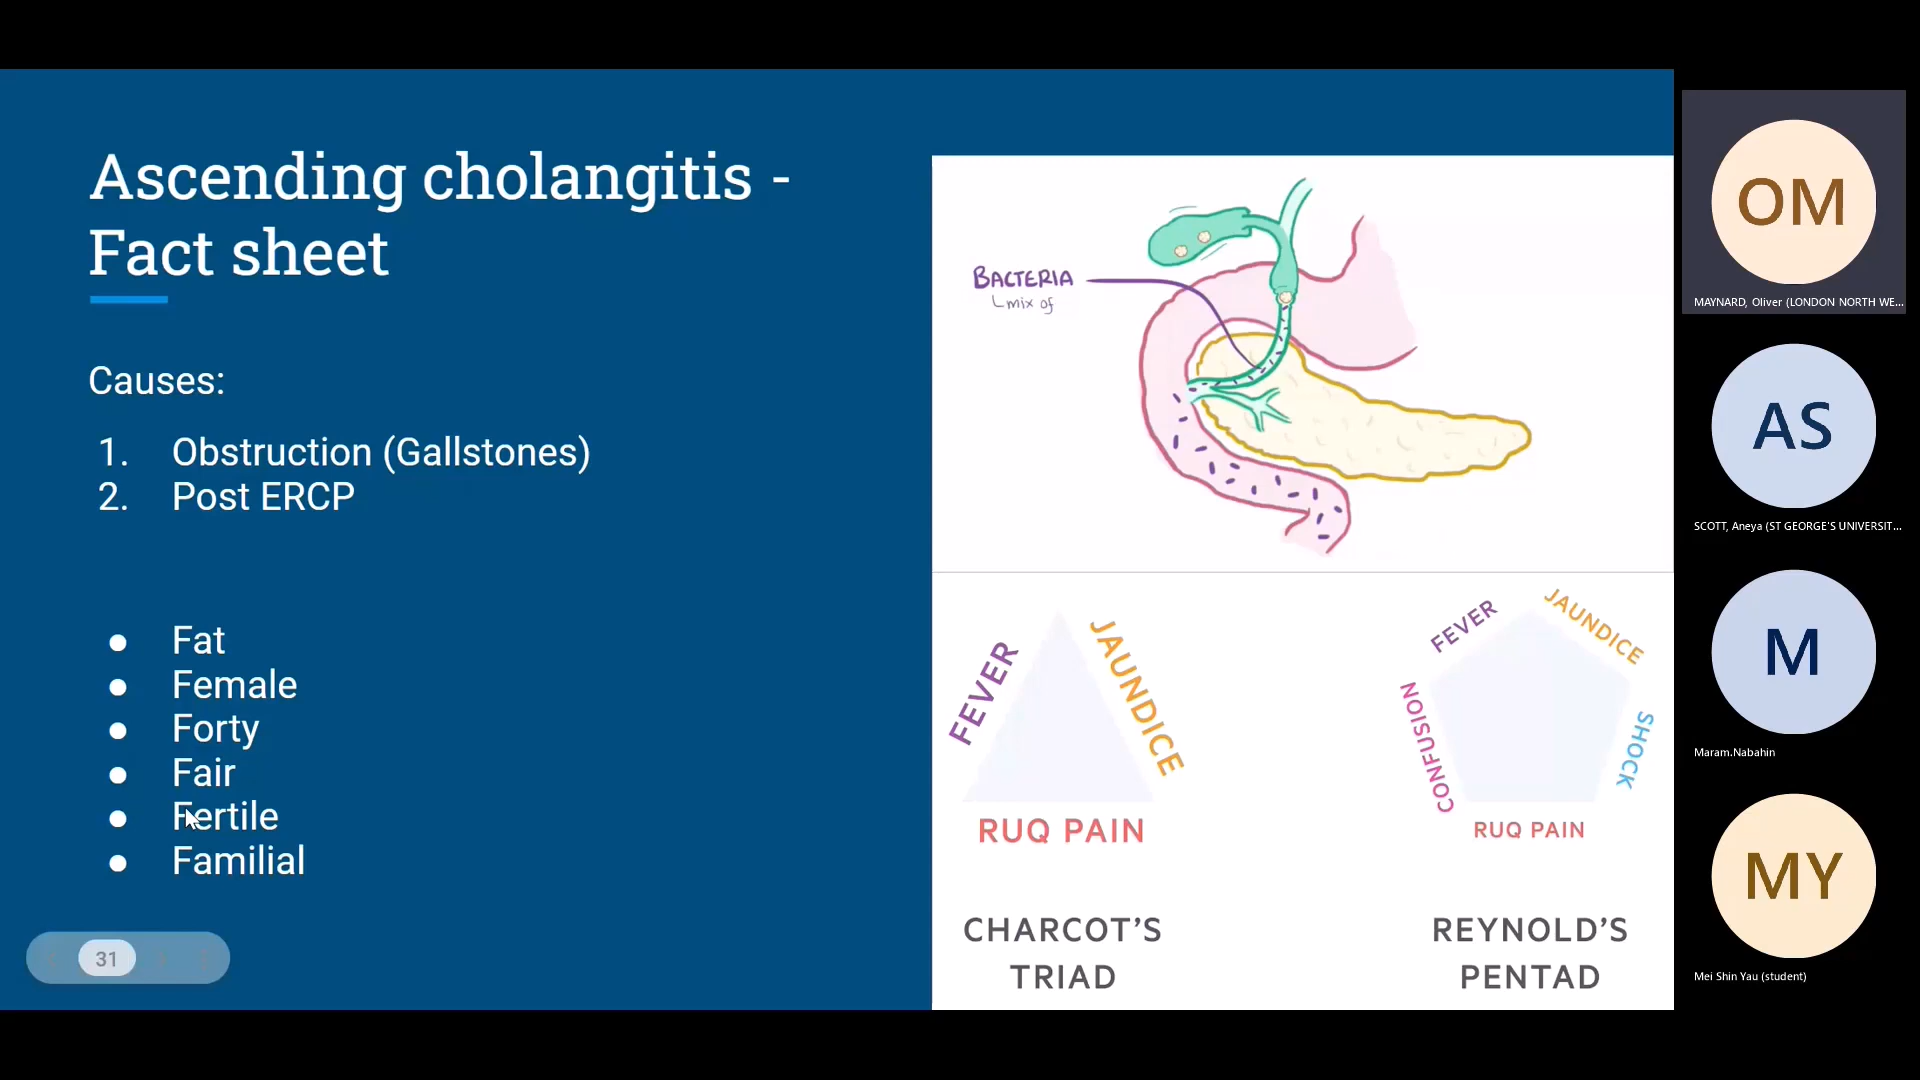 Ascending cholangitis -
Fact sheet
Causes:
1. Obstruction (Gallstones)
2. Post ERCP
● Fat
● Female
● Forty
● Fair
● Fertile
● Familial
31
BACTERIA
mix of
FEVER
JAUNDICE
RUQ PAIN
CHARCOT'S
TRIAD
FEVER
JAUNDICE
CONFUSION
SHOCK
RUQ PAIN
REYNOLD'S
PENTAD
OM
MAYNARD, Oliver (LONDON NORTH WE...
AS
SCOTT, Aneya (ST GEORGE'S UNIVERSIT...
M
Maram.Nabahin
MY
Mei Shin Yau (student)